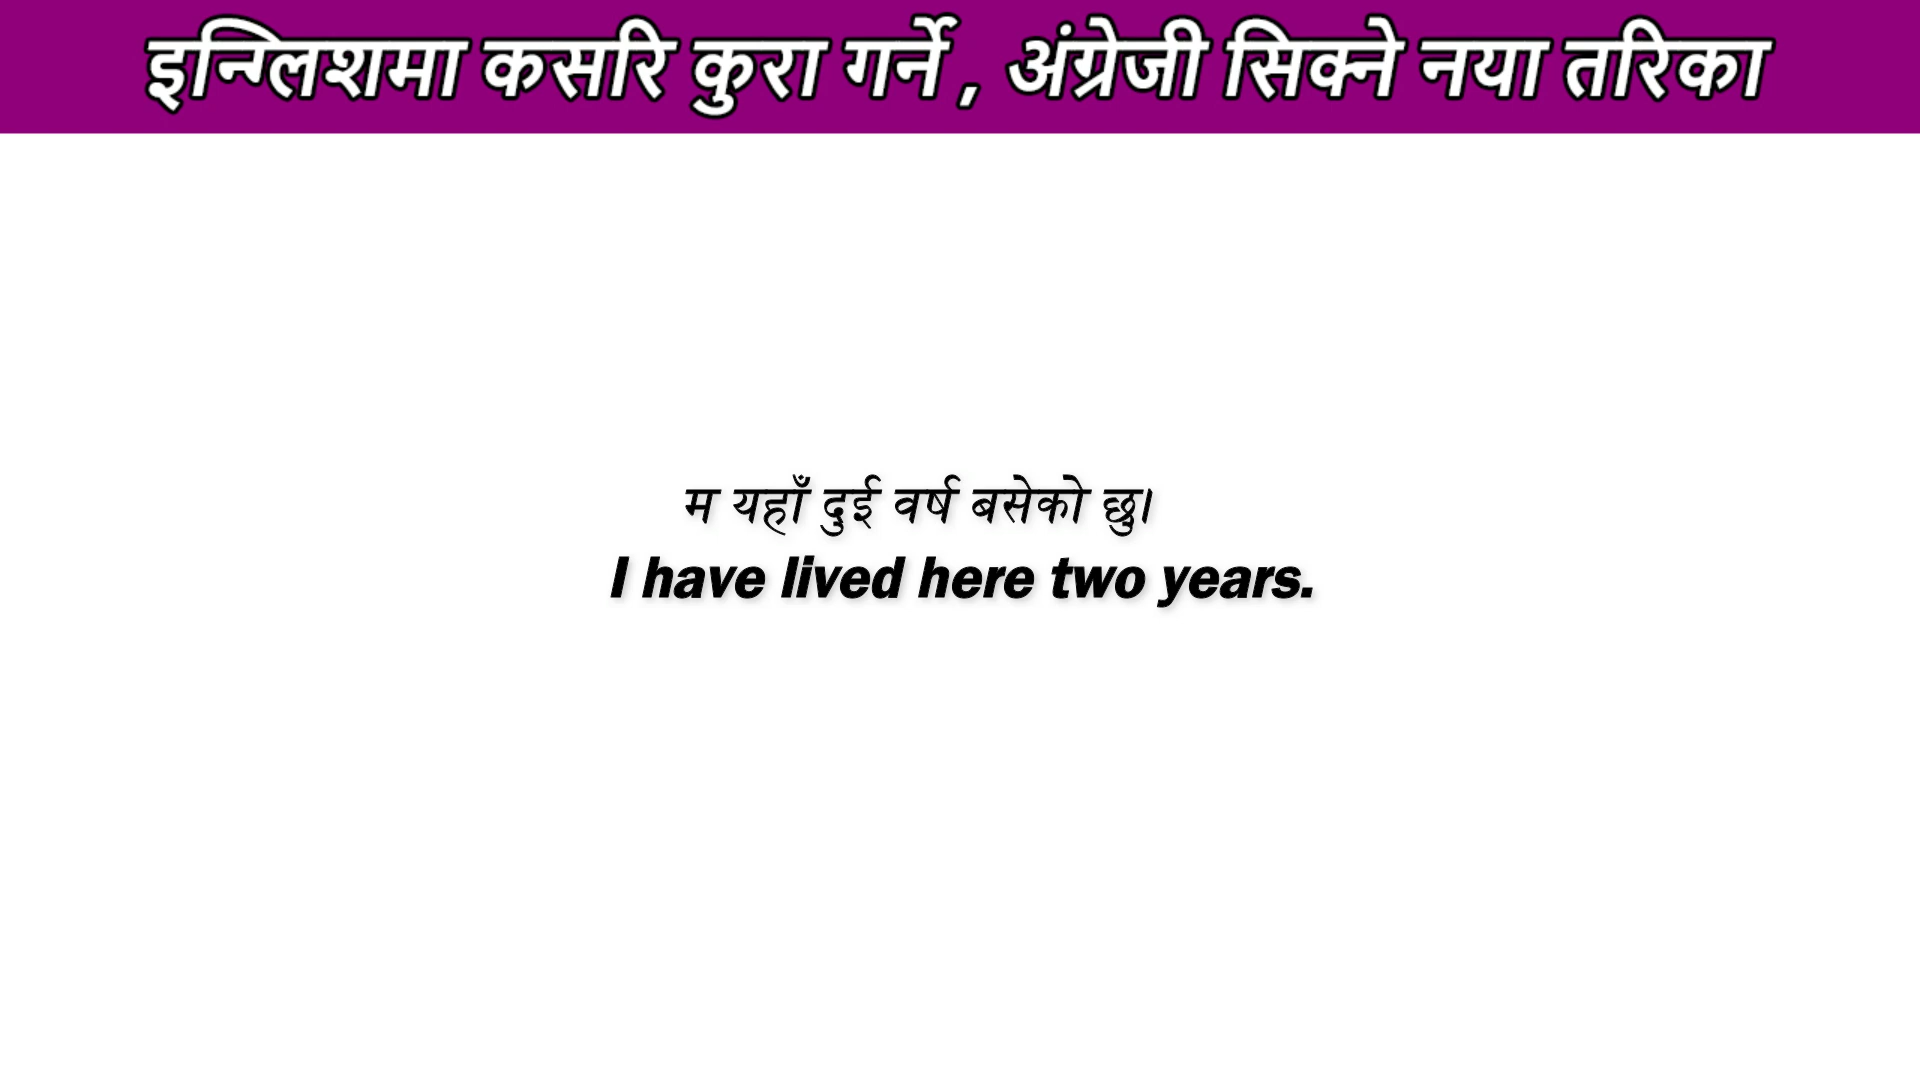 इन्ग्लिशमा कसरि कुरा गर्ने , अंग्रेजी सिक्ने नया तरिका
म यहाँ दुई वर्ष बसेको छु।
I have lived here two years.